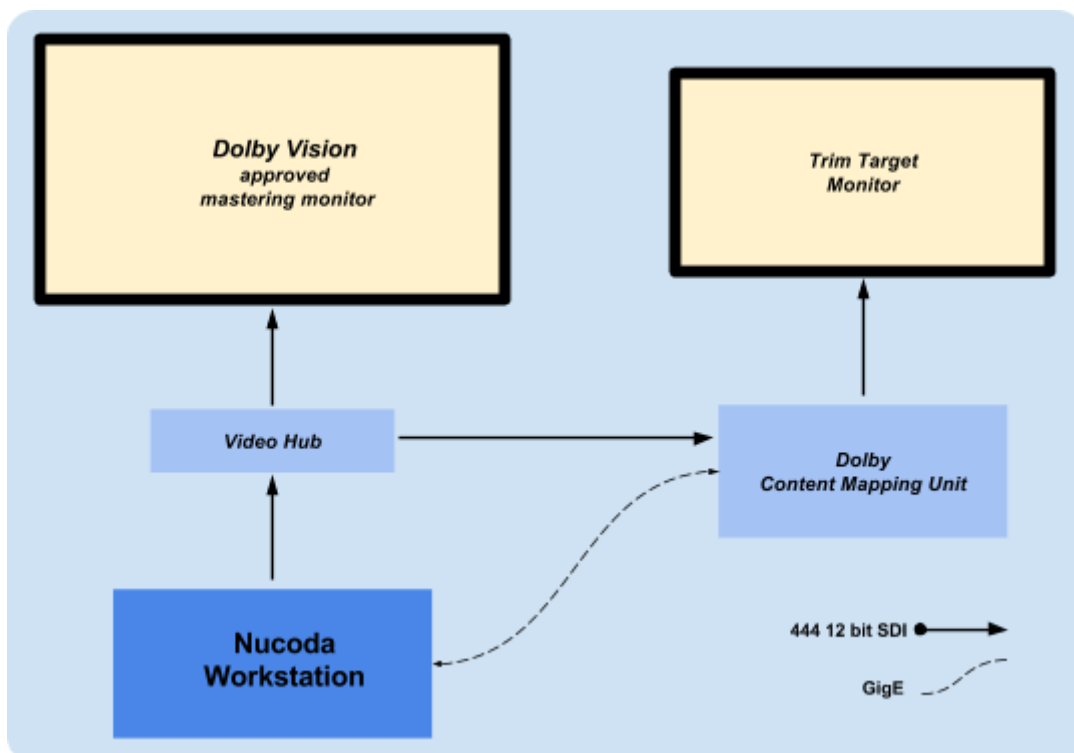 Dolby Vision
approved
mastering monitor
Trim Target
Monitor
Video Hub
Dolby
Content Mapping Unit
Nucoda
Workstation
444 12 bit SDI
GigE